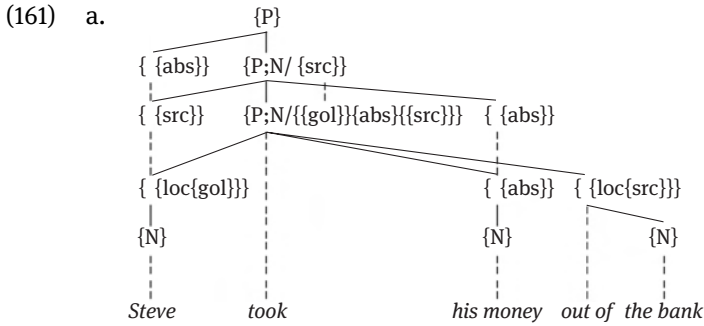 (161) a. {P}
{ {abs}} {P;N/ {src}}
{ {src}} {P;N/{{gol}}{abs}{{src}}} { {abs}}
{ {loc{gol}}} { {abs}} { {loc{src}}}
{N} {N} {N}
Steve took his money out of the bank